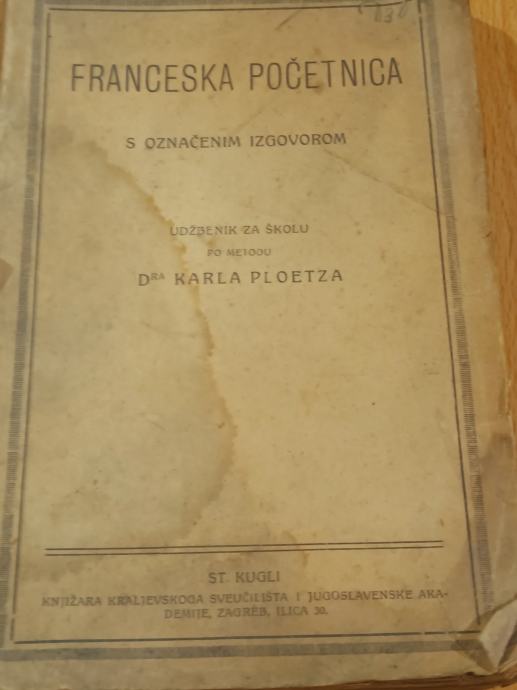 FRANCESKA POČETNICA
S OZNAČENIM IZGOVOROM
UDŽBENIK ZA ŠKOLU
PO METODU
DRA KARLA PLOETZA
ST. KUGLI
KNJIŽARA KRALJEVSKOGA SVEUČILIŠTA I JUGOSLAVENSKE AKA-
DEMIJE, ZAGREB, ILICA 30.